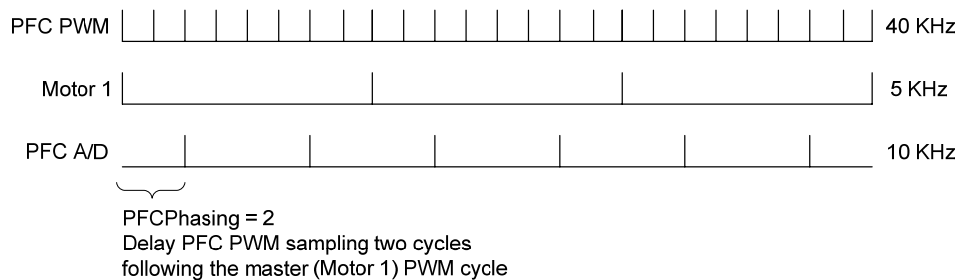 PFC PWM 40 KHz
Motor 1 5 KHz
PFC A/D 10 KHz
PFCPhasing = 2
Delay PFC PWM sampling two cycles
following the master (Motor 1) PWM cycle